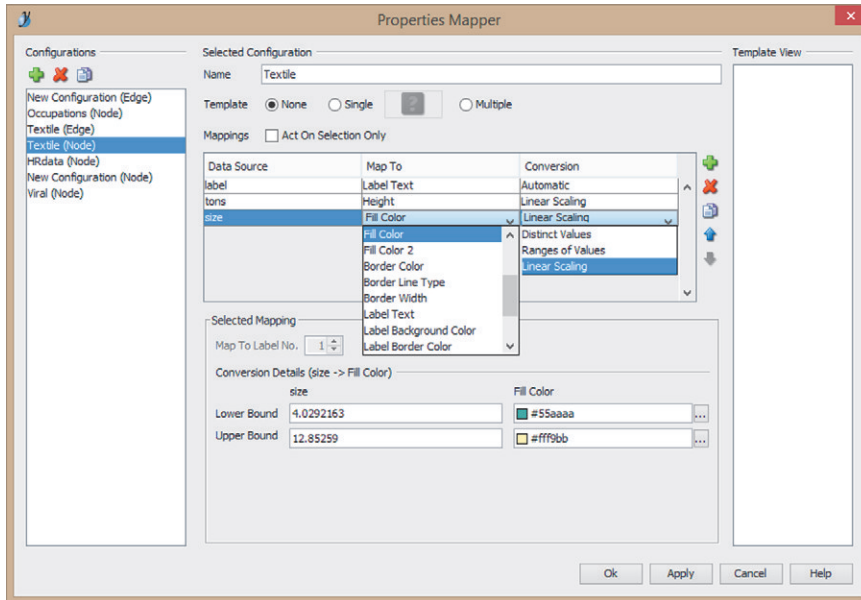 Properties Mapper
Configurations
New Configuration (Edge)
Occupations (Node)
Textile (Edge)
Textile (Node)
HRdata (Node)
New Configuration (Node)
Viral (Node)
Selected Configuration
Name Textile
Template None Single ? Multiple
Mappings Act On Selection Only
Data Source Map To Conversion
label Label Text Automatic
tons Height Linear Scaling
size Fill Color Linear Scaling
Fill Color Distinct Values
Fill Color 2 Ranges of Values
Border Color Linear Scaling
Border Line Type
Border Width
Label Text
Label Background Color
Label Border Color
Selected Mapping
Map To Label No. 1
Conversion Details (size -> Fill Color)
size Fill Color
Lower Bound 4.0292163 #55aaaa ...
Upper Bound 12.85259 #fff9bb ...
Template View
Ok Apply Cancel Help